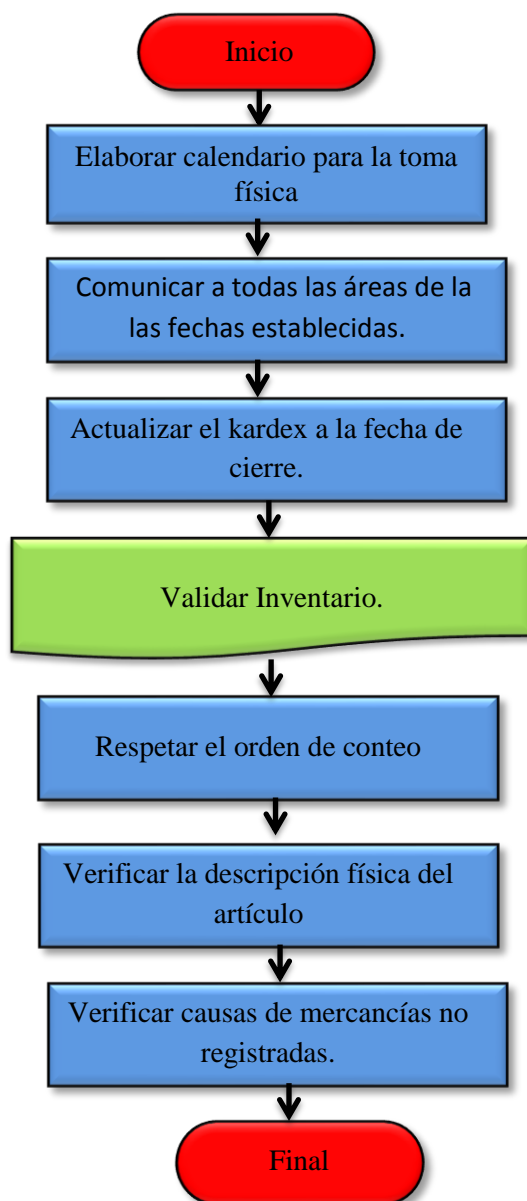 Inicio
Elaborar calendario para la toma
física
Comunicar a todas las áreas de la
las fechas establecidas.
Actualizar el kardex a la fecha de
cierre.
Validar Inventario.
Respetar el orden de conteo
Verificar la descripción física del
artículo
Verificar causas de mercancías no
registradas.
Final